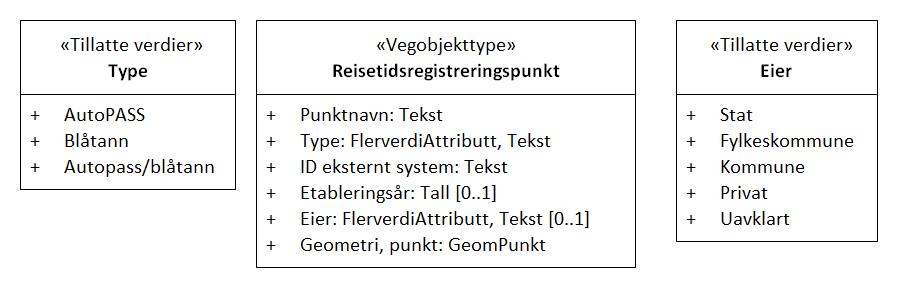 «Tillatte verdier»
Type
+ AutoPASS
+ Blåtann
+ Autopass/blåtann
«Vegobjekttype»
Reisetidsregistreringspunkt
+ Punktnavn: Tekst
+ Type: FlerverdiAttributt, Tekst
+ ID eksternt system: Tekst
+ Etableringsår: Tall [0..1]
+ Eier: FlerverdiAttributt, Tekst [0..1]
+ Geometri, punkt: GeomPunkt
«Tillatte verdier»
Eier
+ Stat
+ Fylkeskommune
+ Kommune
+ Privat
+ Uavklart